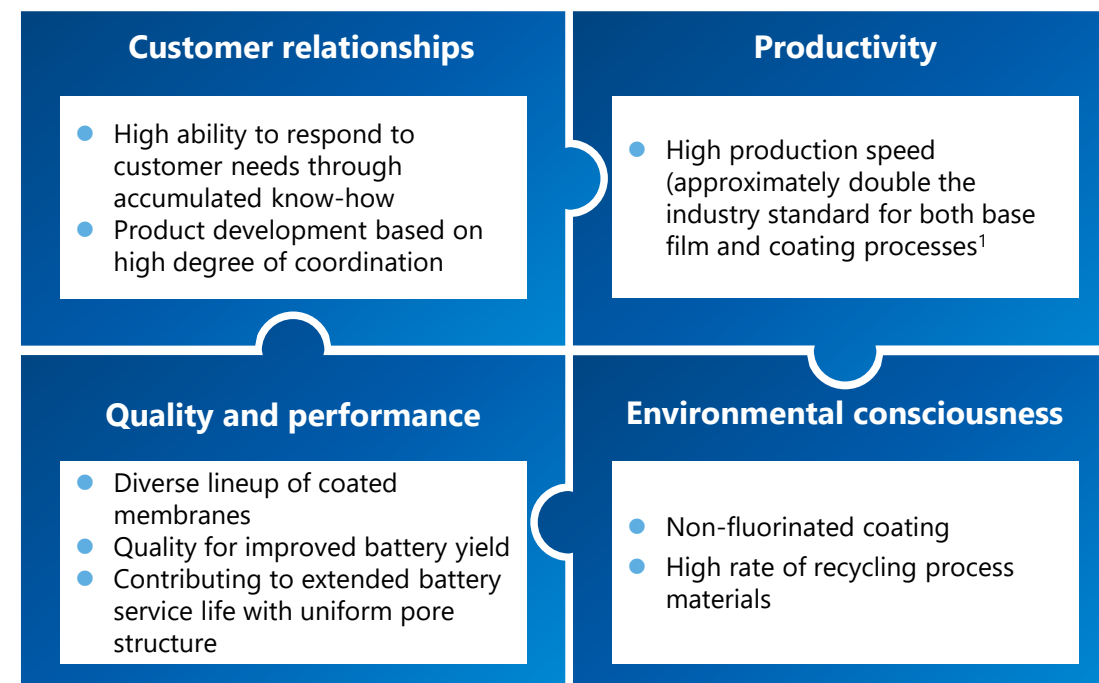 Customer relationships
● High ability to respond to
customer needs through
accumulated know-how
● Product development based on
high degree of coordination
Productivity
● High production speed
(approximately double the
industry standard for both base
film and coating processes¹
Quality and performance
● Diverse lineup of coated
membranes
● Quality for improved battery yield
● Contributing to extended battery
service life with uniform pore
structure
Environmental consciousness
● Non-fluorinated coating
● High rate of recycling process
materials